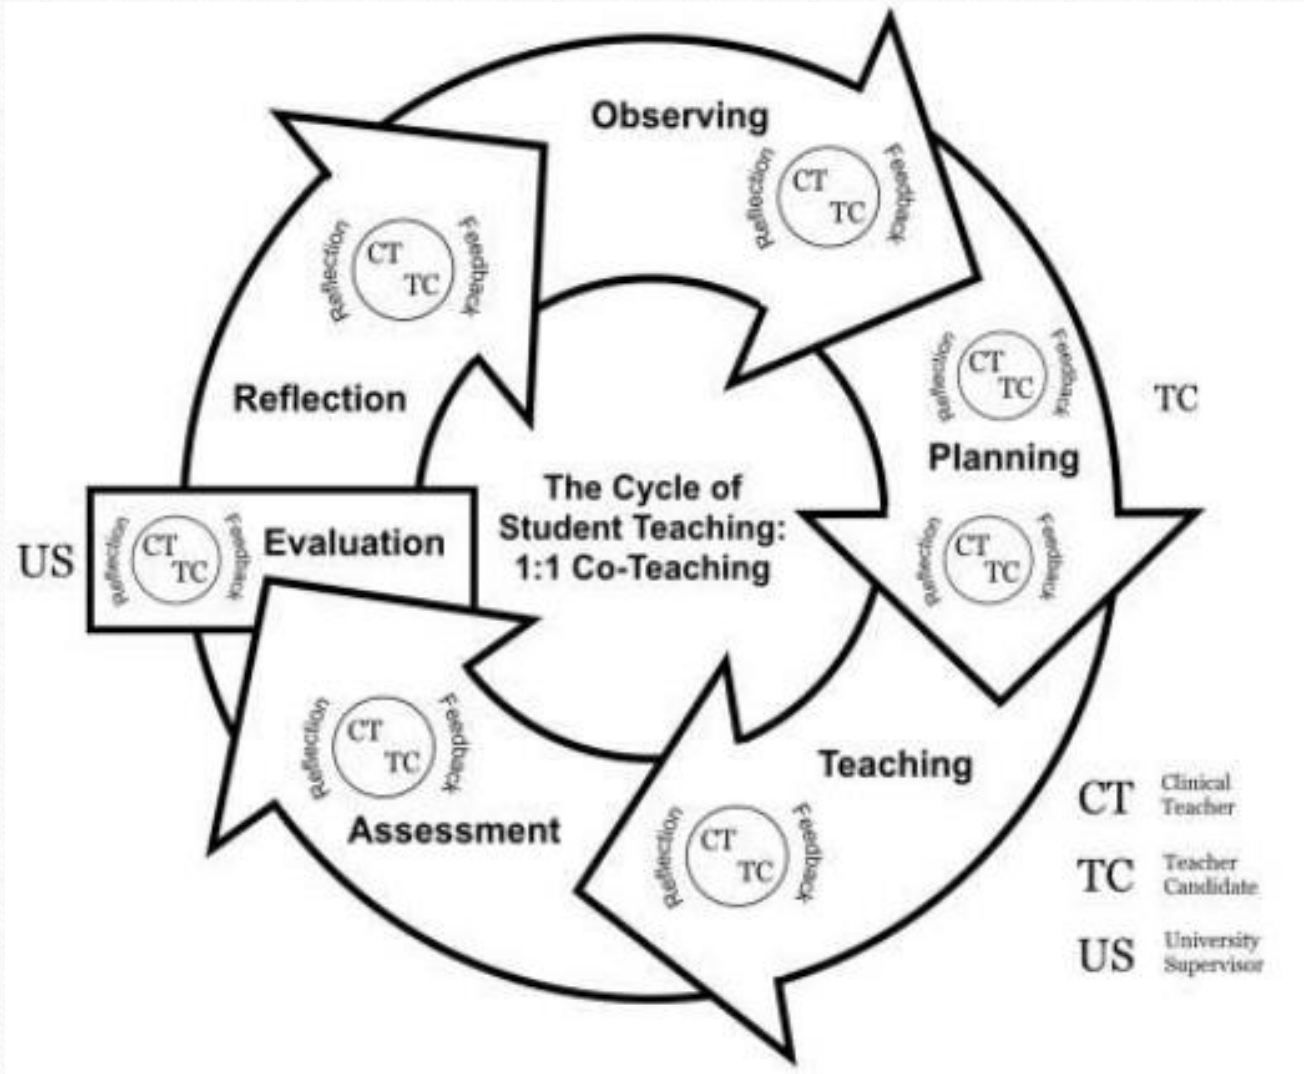 Observing
Reflection
CT
TC
Feedback
Reflection
CT
TC
Feedback
Reflection
Reflection
CT
TC
Feedback
TC
Planning
Reflection
CT
TC
Feedback
The Cycle of
Student Teaching:
1:1 Co-Teaching
US
Reflection
CT
TC
Feedback
Evaluation
Reflection
CT
TC
Feedback
Assessment
Teaching
Reflection
CT
TC
Feedback
CT Clinical
Teacher
TC Teacher
Candidate
US University
Supervisor